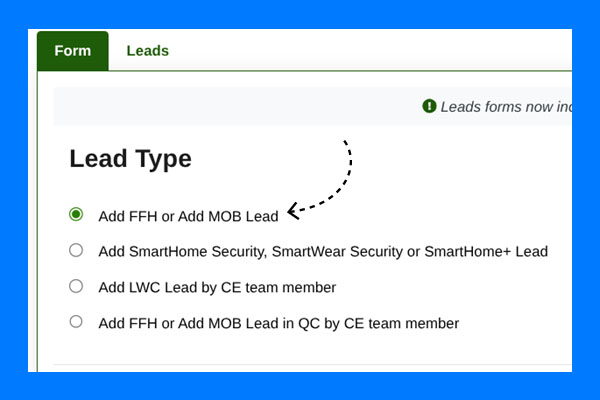 Form
Leads
Leads forms now
Lead Type
Add FFH or Add MOB Lead
Add SmartHome Security, SmartWear Security or SmartHome+ Lead
Add LWC Lead by CE team member
Add FFH or Add MOB Lead in QC by CE team member